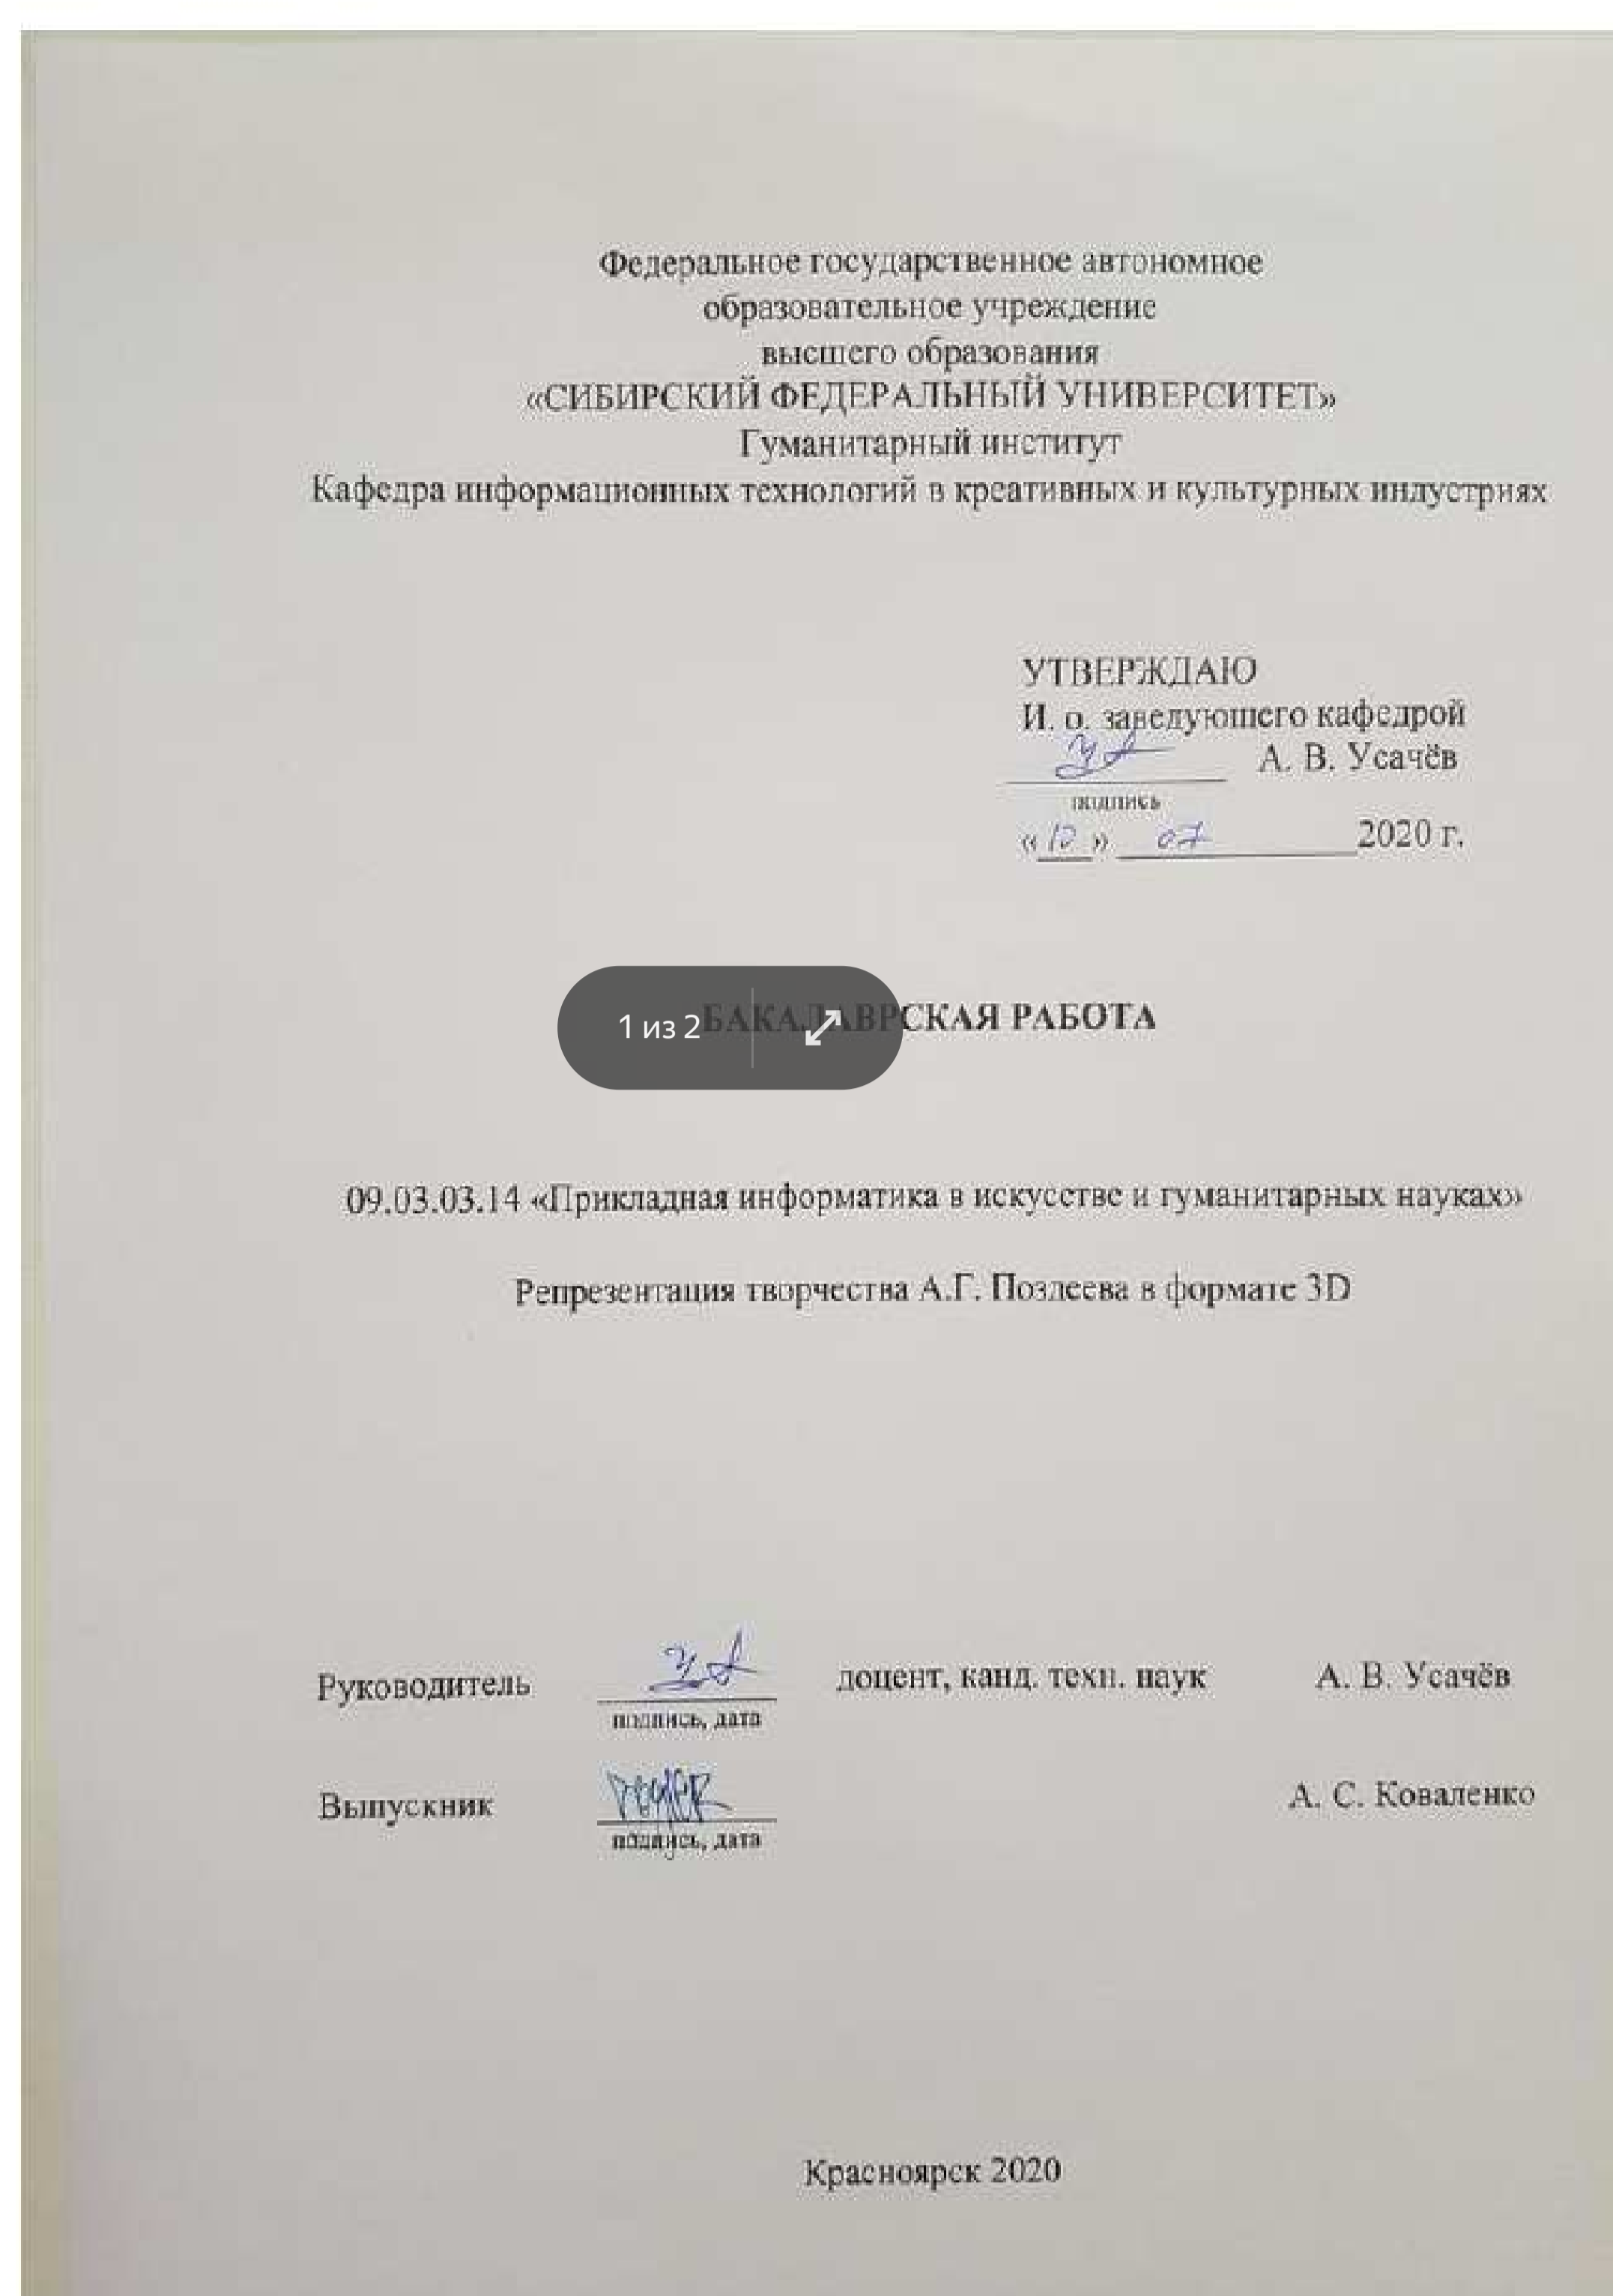 Федеральное государственное автономное
образовательное учреждение
высшего образования
«СИБИРСКИЙ ФЕДЕРАЛЬНЫЙ УНИВЕРСИТЕТ»
Гуманитарный институт
Кафедра информационных технологий в креативных и культурных индустриях
УТВЕРЖДАЮ
И. о. заведующего кафедрой
А. В. Усачёв
подпись
« » 07 2020 г.
БАКАЛАВРСКАЯ РАБОТА
1 из 2
09.03.03.14 «Прикладная информатика в искусстве и гуманитарных науках»
Репрезентация творчества А.Г. Поздеева в формате 3D
Руководитель доцент, канд. техн. наук А. В. Усачёв
подпись, дата
Выпускник А. С. Коваленко
подпись, дата
Красноярск 2020